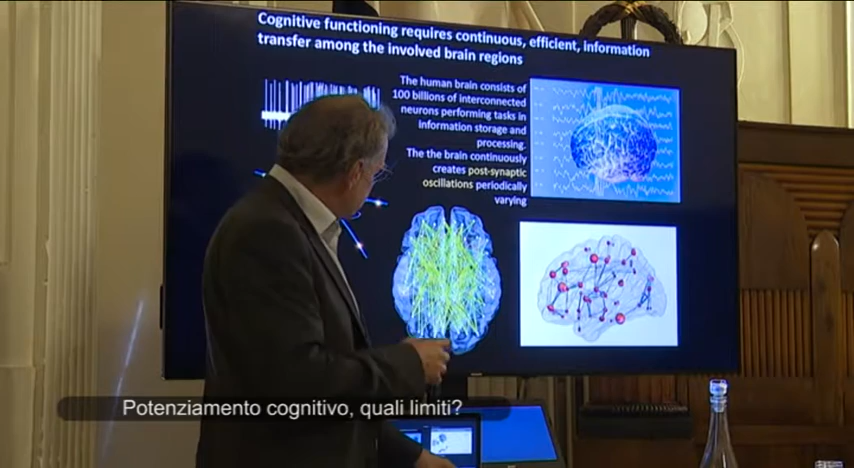 Cognitive functioning requires continuous, efficient, information
transfer among the involved brain regions
The human brain consists of
100 billions of interconnected
neurons performing tasks in
information storage and
processing.
The the brain continuously
creates post-synaptic
oscillations periodically
varying
Potenziamento cognitivo, quali limiti?